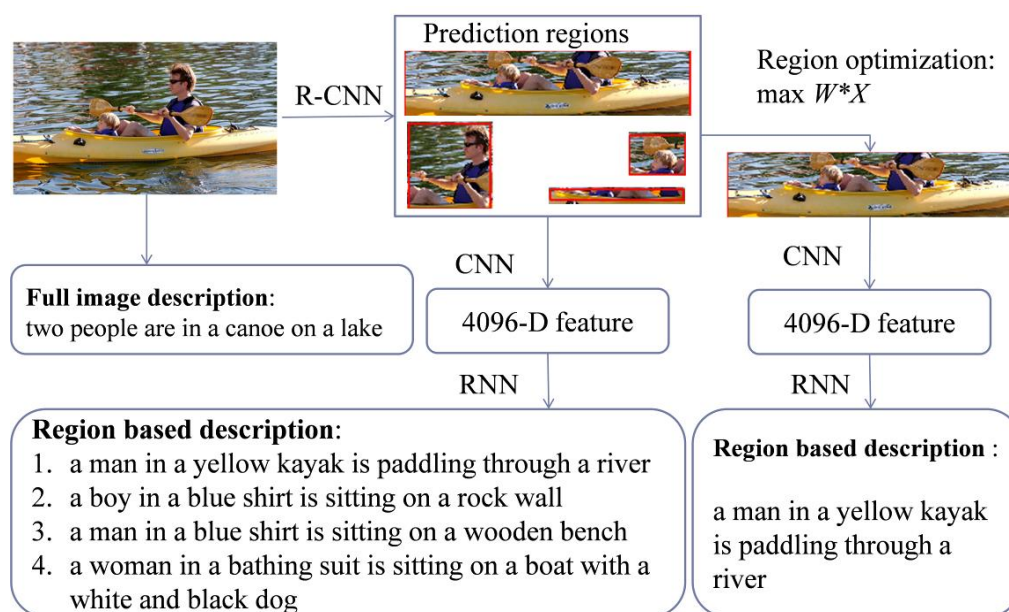 Prediction regions
R-CNN
Region optimization:
max W*X
CNN
CNN
Full image description:
two people are in a canoe on a lake
4096-D feature
4096-D feature
RNN
RNN
Region based description:
1. a man in a yellow kayak is paddling through a river
2. a boy in a blue shirt is sitting on a rock wall
3. a man in a blue shirt is sitting on a wooden bench
4. a woman in a bathing suit is sitting on a boat with a
white and black dog
Region based description :
a man in a yellow kayak
is paddling through a
river